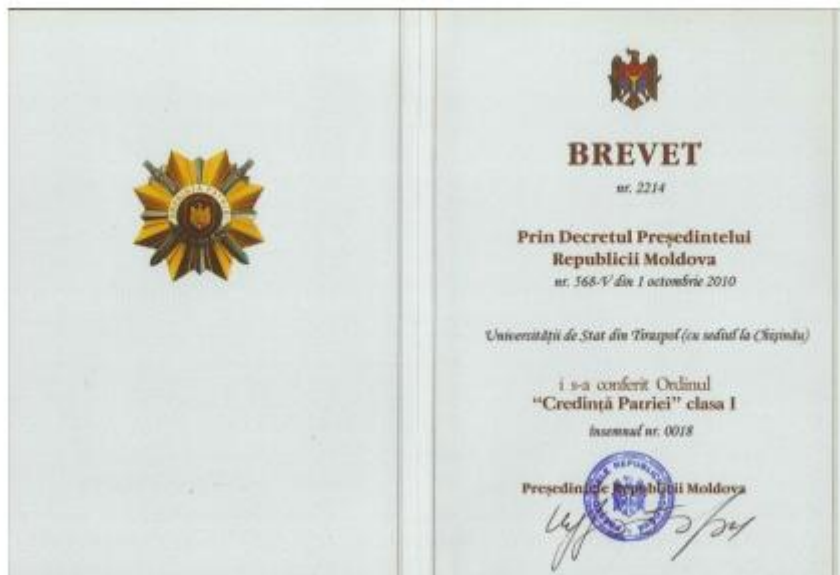 BREVET
nr. 2214
Prin Decretul Președintelui
Republicii Moldova
nr. 568-V din 1 octombrie 2010
Universității de Stat din Tiraspol (cu sediul la Chișinău)
i s-a conferit Ordinul
“Credință Patriei” clasa I
însemnul nr. 0018
Președintele Republicii Moldova